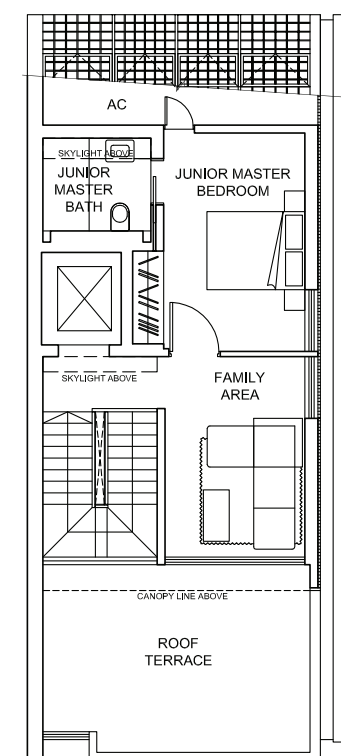 AC
SKYLIGHT ABOVE
JUNIOR
MASTER
BATH
JUNIOR MASTER
BEDROOM
SKYLIGHT ABOVE
FAMILY
AREA
CANOPY LINE ABOVE
ROOF
TERRACE